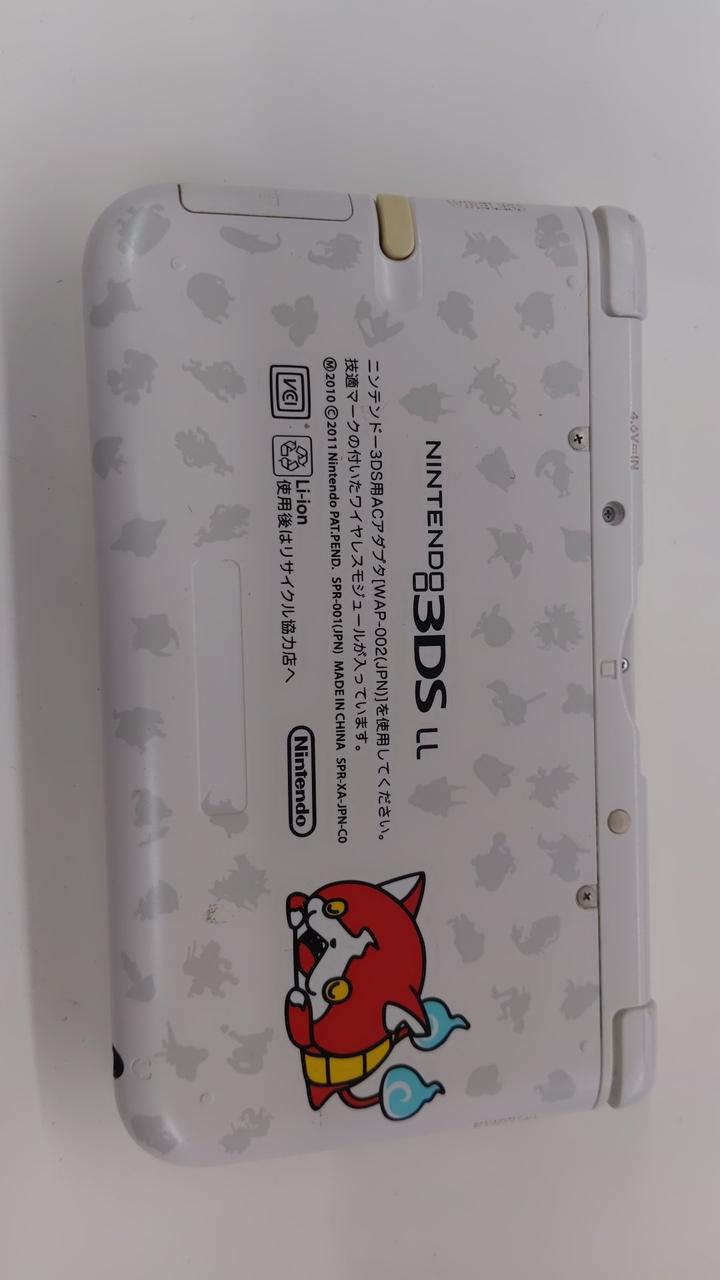 4.6V⎓IN
NINTENDO 3DS LL
ニンテンドー3DS用ACアダプタ[WAP-002(JPN)]を使用してください。
技適マークの付いたワイヤレスモジュールが入っています。
Ⓜ2010 ©2011 Nintendo PAT.PEND. SPR-001(JPN) MADE IN CHINA SPR-XA-JPN-C0
VCI
Li-ion
使用後はリサイクル協力店へ
Nintendo